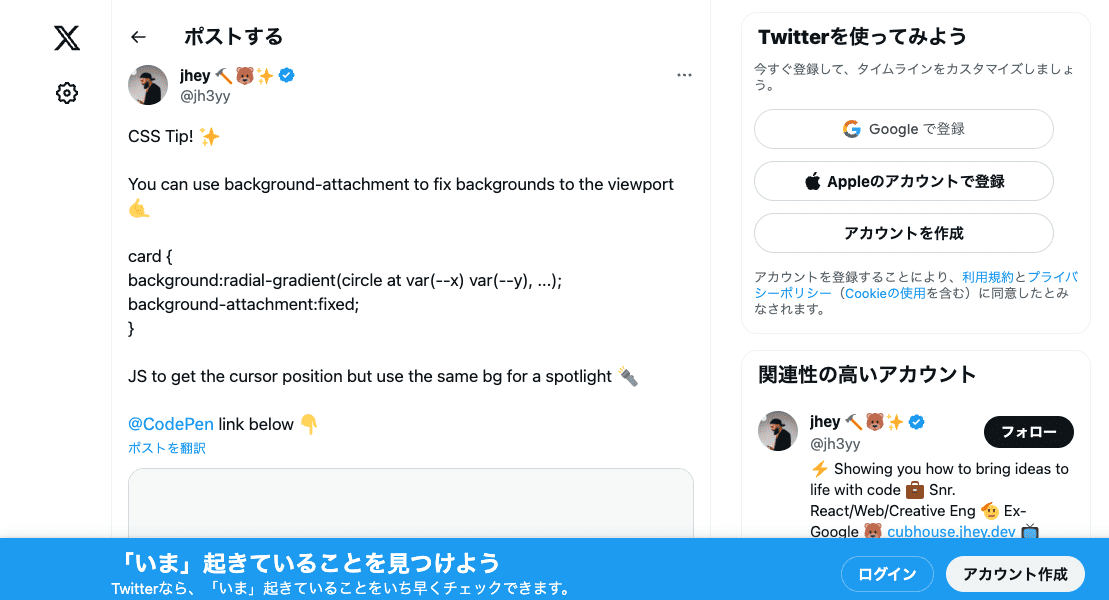 ポストする
jhey 🔨🐻✨
@jh3yy
CSS Tip! ✨
You can use background-attachment to fix backgrounds to the viewport
🤙
card {
background:radial-gradient(circle at var(--x) var(--y), ...);
background-attachment:fixed;
}
JS to get the cursor position but use the same bg for a spotlight 🔦
@CodePen link below 👇
ポストを翻訳
Twitterを使ってみよう
今すぐ登録して、タイムラインをカスタマイズしましょ
う。
Google で登録
Appleのアカウントで登録
アカウントを作成
アカウントを登録することにより、利用規約とプライバ
シーポリシー（Cookieの使用を含む）に同意したとみ
なされます。
関連性の高いアカウント
jhey 🔨🐻✨
@jh3yy
フォロー
⚡ Showing you how to bring ideas to
life with code 💼 Snr.
React/Web/Creative Eng 🫡 Ex-
Google 🐻 cubhouse.jhey.dev 📺
「いま」起きていることを見つけよう
Twitterなら、「いま」起きていることをいち早くチェックできます。
ログイン
アカウント作成